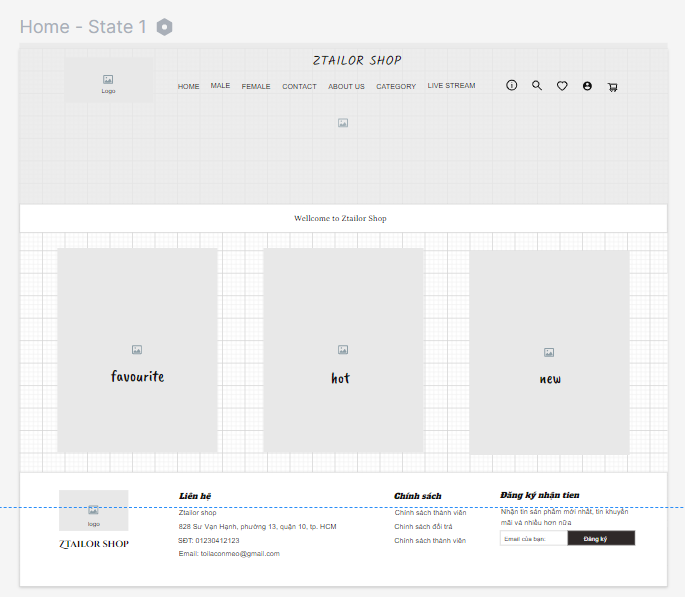 Home - State 1
ZTAILOR SHOP
Logo
HOME MALE FEMALE CONTACT ABOUT US CATEGORY LIVE STREAM
Wellcome to Ztailor Shop
favourite
hot
new
logo
ZTAILOR SHOP
Liên hệ
Ztailor shop
828 Sư Vạn Hạnh, phường 13, quận 10, tp. HCM
SĐT: 01230412123
Email: toilaconmeo@gmail.com
Chính sách
Chính sách thành viên
Chính sách đổi trả
Chính sách thành viên
Đăng ký nhận tien
Nhận tin sản phẩm mới nhất, tin khuyến
mãi và nhiều hơn nữa
Email của bạn:
Đăng ký